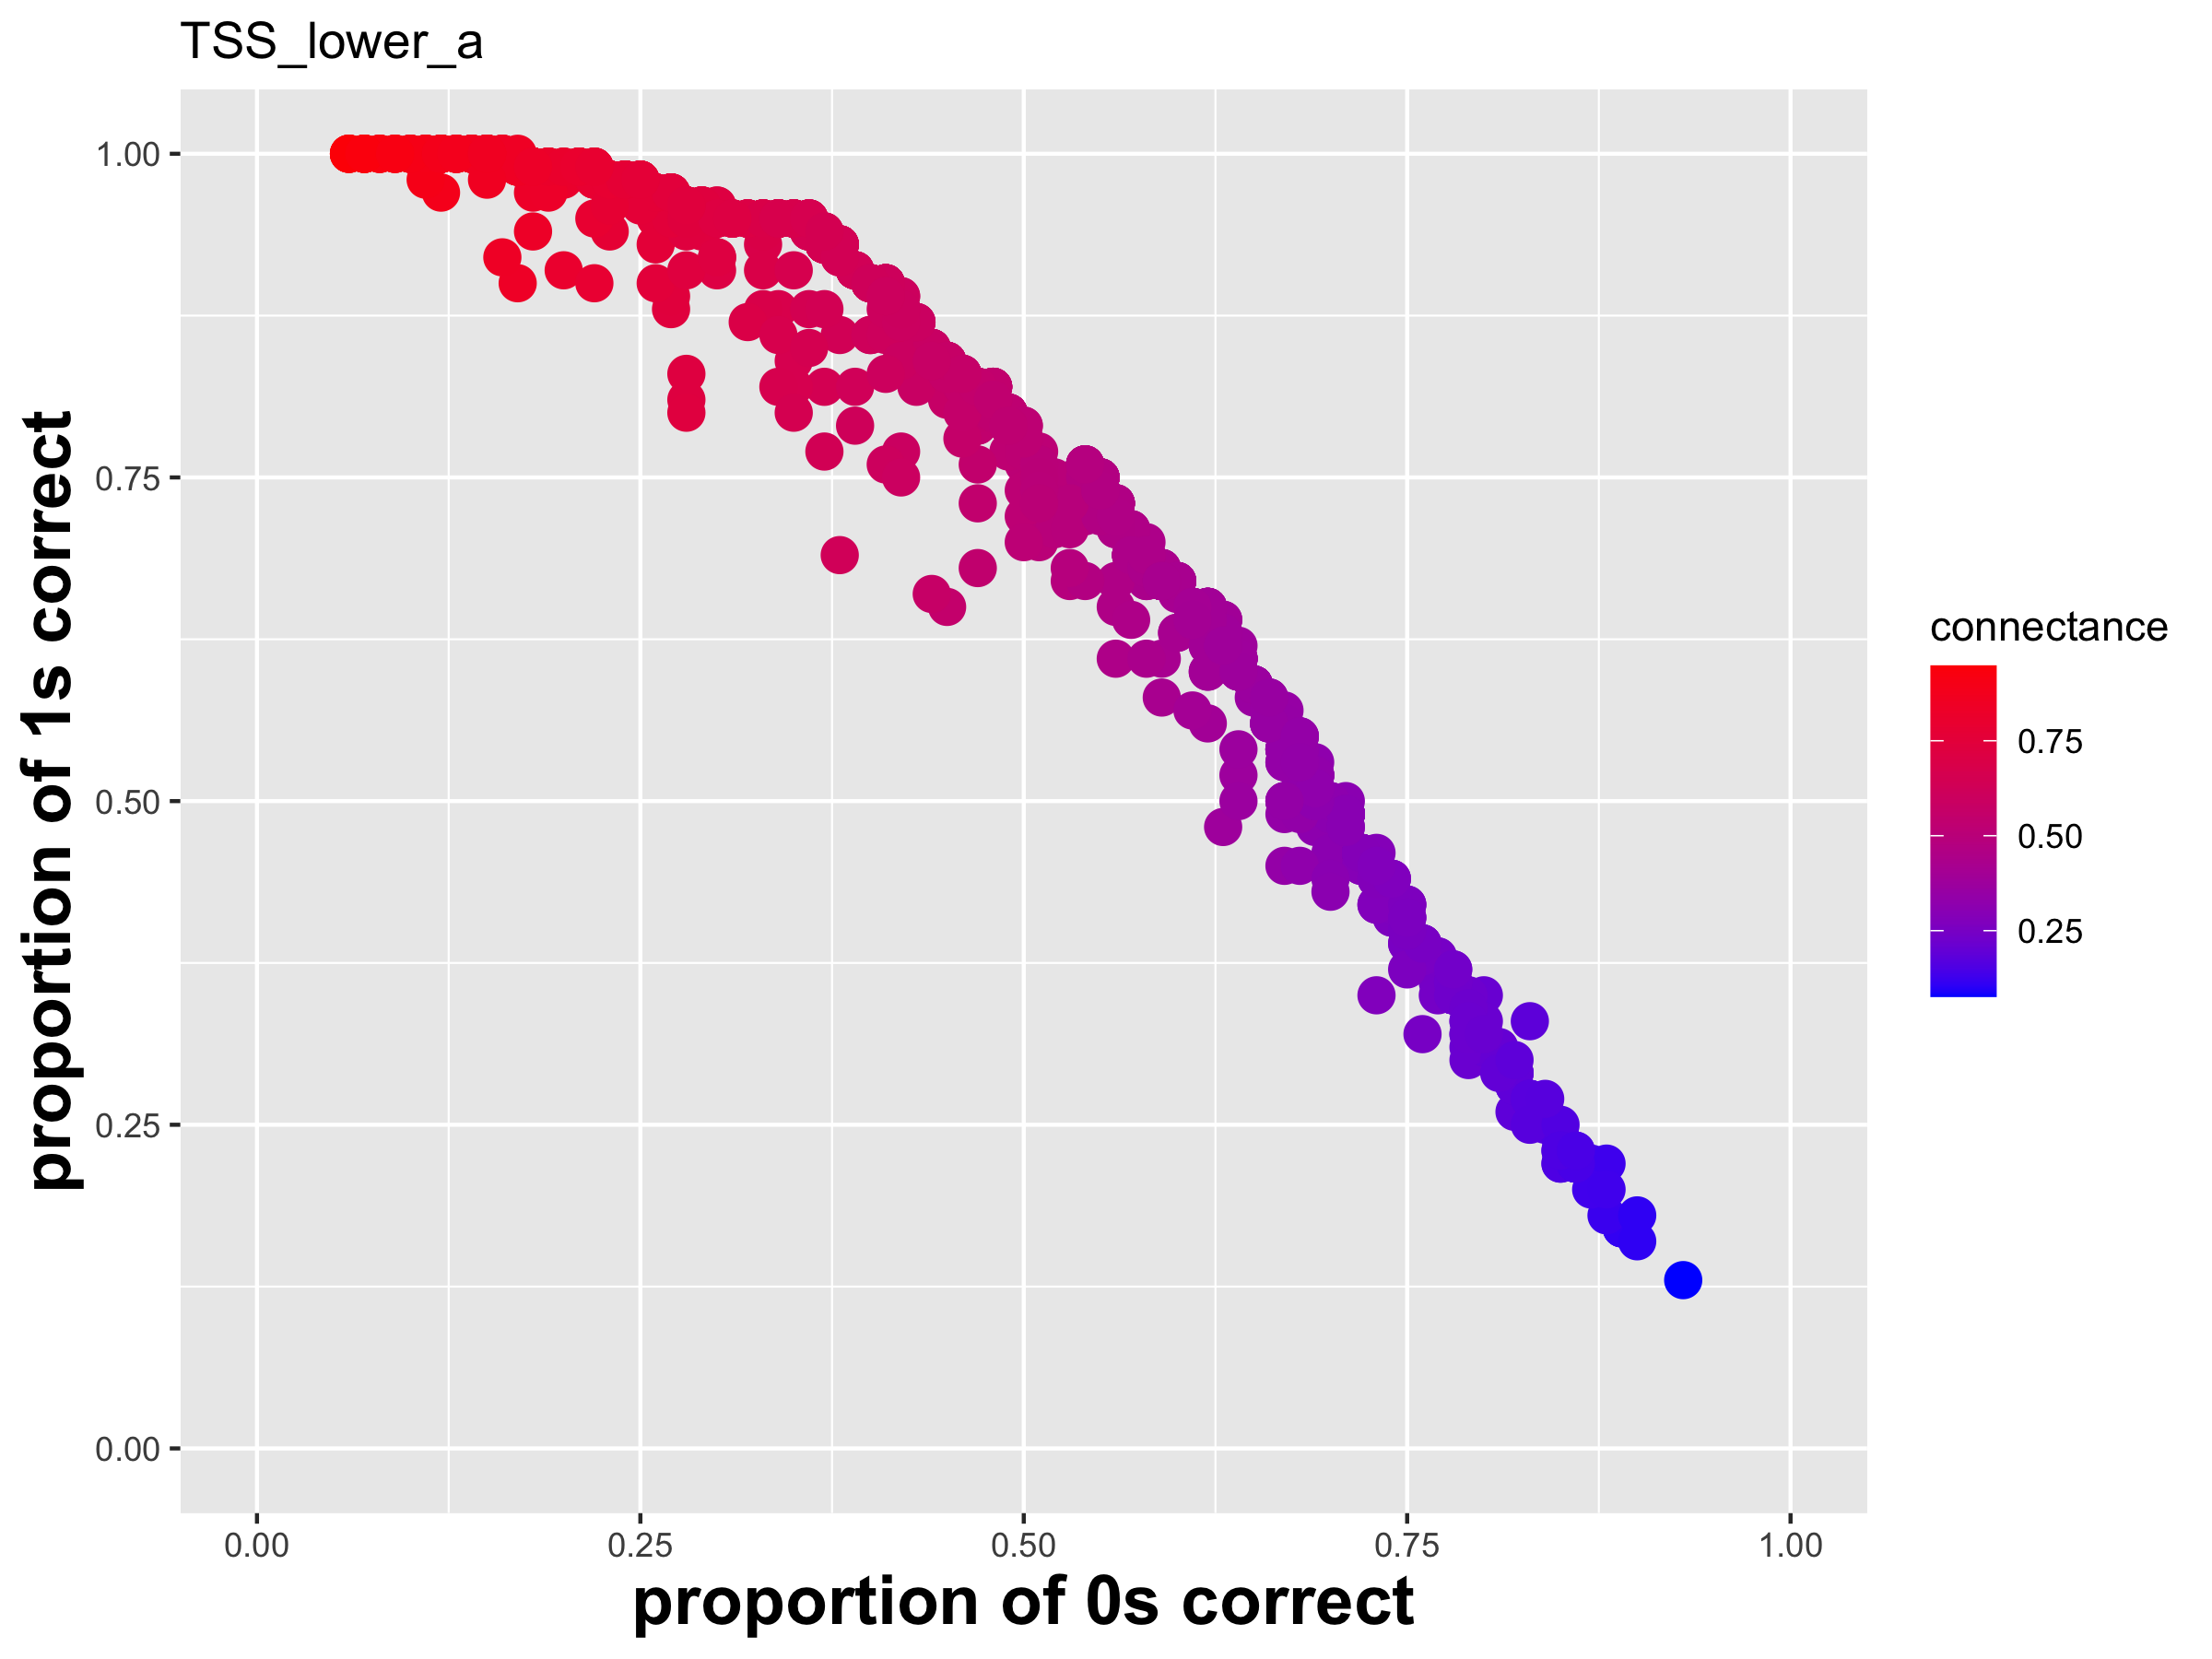 TSS_lower_a
proportion of 1s correct
1.00
0.75
0.50
0.25
0.00
0.00 0.25 0.50 0.75 1.00
proportion of 0s correct
connectance
0.75
0.50
0.25